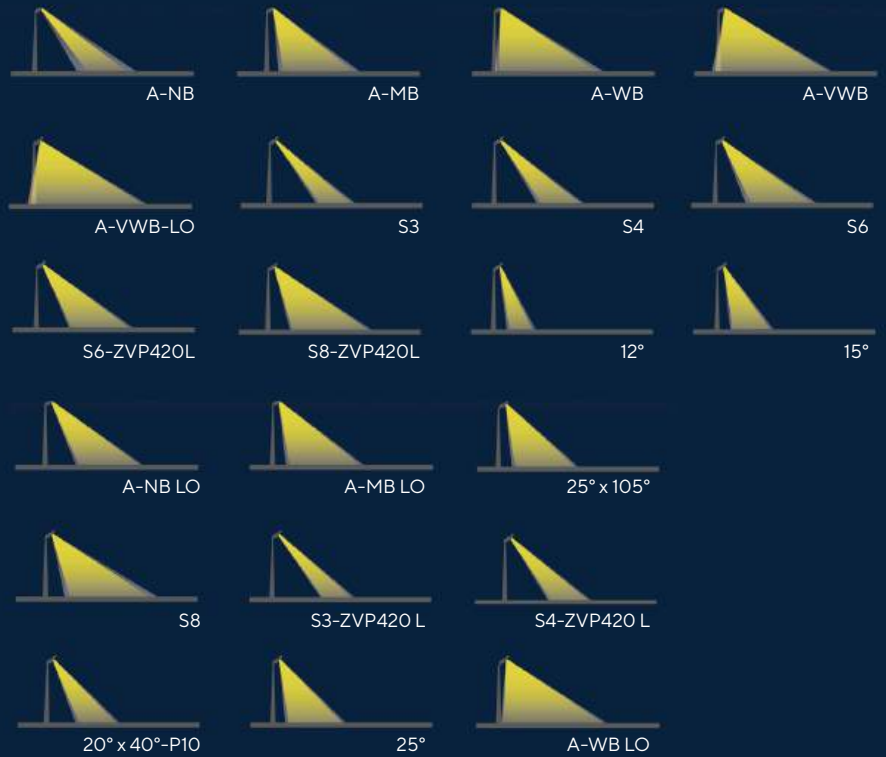 A-NB
A-MB
A-WB
A-VWB
A-VWB-LO
S3
S4
S6
S6-ZVP420L
S8-ZVP420L
12°
15°
A-NB LO
A-MB LO
25° x 105°
S8
S3-ZVP420 L
S4-ZVP420 L
20° x 40°-P10
25°
A-WB LO